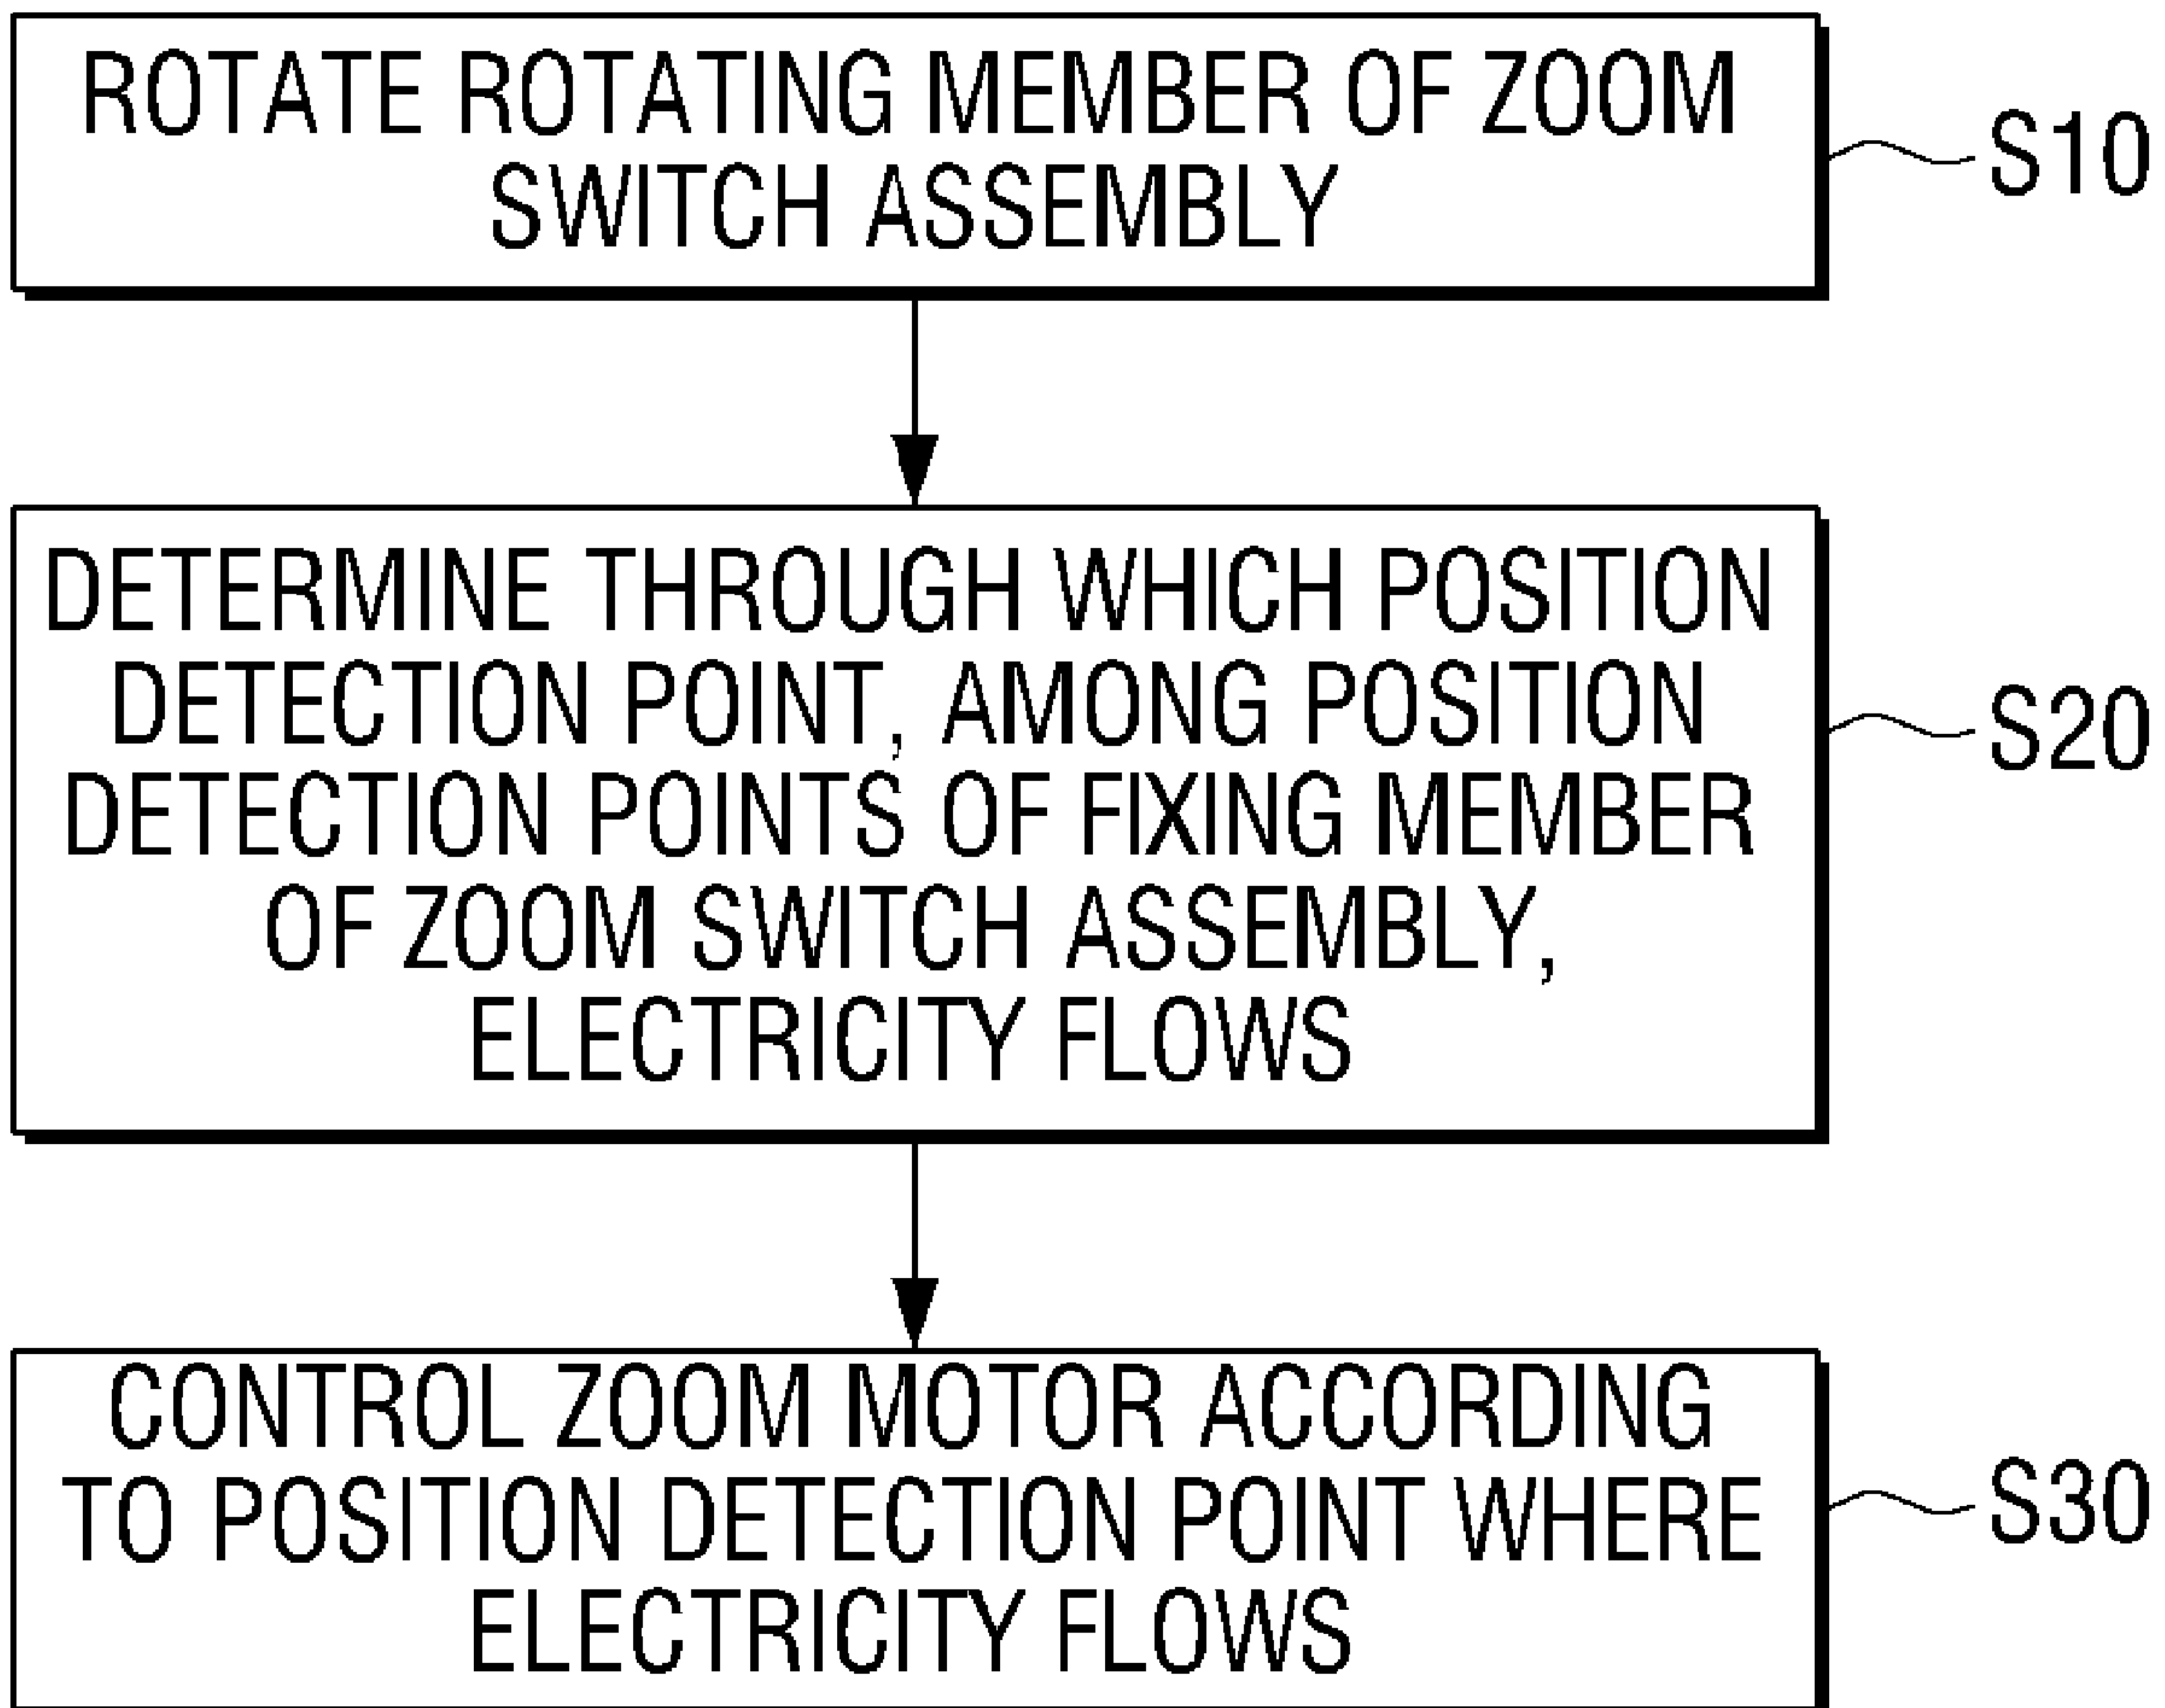 ROTATE ROTATING MEMBER OF ZOOM
SWITCH ASSEMBLY
S10
DETERMINE THROUGH WHICH POSITION
DETECTION POINT, AMONG POSITION
DETECTION POINTS OF FIXING MEMBER
OF ZOOM SWITCH ASSEMBLY,
ELECTRICITY FLOWS
S20
CONTROL ZOOM MOTOR ACCORDING
TO POSITION DETECTION POINT WHERE
ELECTRICITY FLOWS
S30